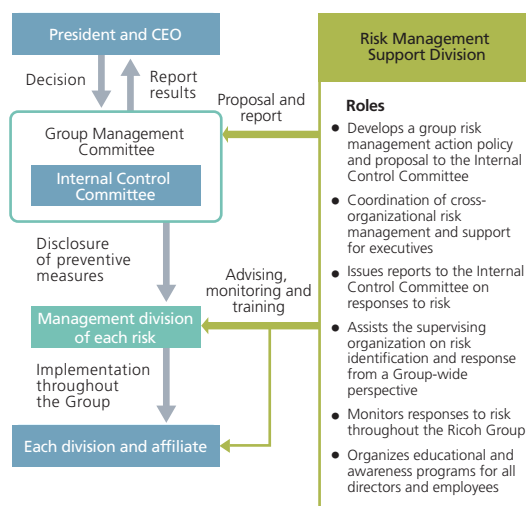 President and CEO
Decision
Report
results
Group Management
Committee
Internal Control
Committee
Disclosure
of preventive
measures
Management division
of each risk
Implementation
throughout
the Group
Each division and affiliate
Proposal and
report
Advising,
monitoring and
training
Risk Management
Support Division
Roles
● Develops a group risk
management action policy
and proposal to the Internal
Control Committee
● Coordination of cross-
organizational risk
management and support
for executives
● Issues reports to the Internal
Control Committee on
responses to risk
● Assists the supervising
organization on risk
identification and response
from a Group-wide
perspective
● Monitors responses to risk
throughout the Ricoh Group
● Organizes educational and
awareness programs for all
directors and employees